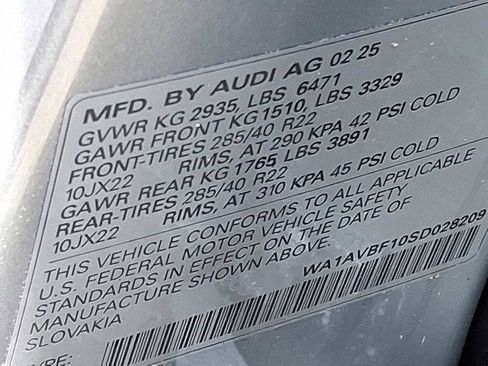 MFD. BY AUDI AG 02 25
GVWR KG 2935, LBS 6471
GAWR FRONT KG 1510, LBS 3329
FRONT-TIRES 285/40 R22
10JX22 RIMS, AT 290 KPA 42 PSI COLD
GAWR REAR KG 1765 LBS 3891
REAR-TIRES 285/40 R22
10JX22 RIMS, AT 310 KPA 45 PSI COLD
THIS VEHICLE CONFORMS TO ALL APPLICABLE
U.S. FEDERAL MOTOR VEHICLE SAFETY
STANDARDS IN EFFECT ON THE DATE OF
MANUFACTURE SHOWN ABOVE.
SLOVAKIA WA1AVBF10SD028209
YPE: